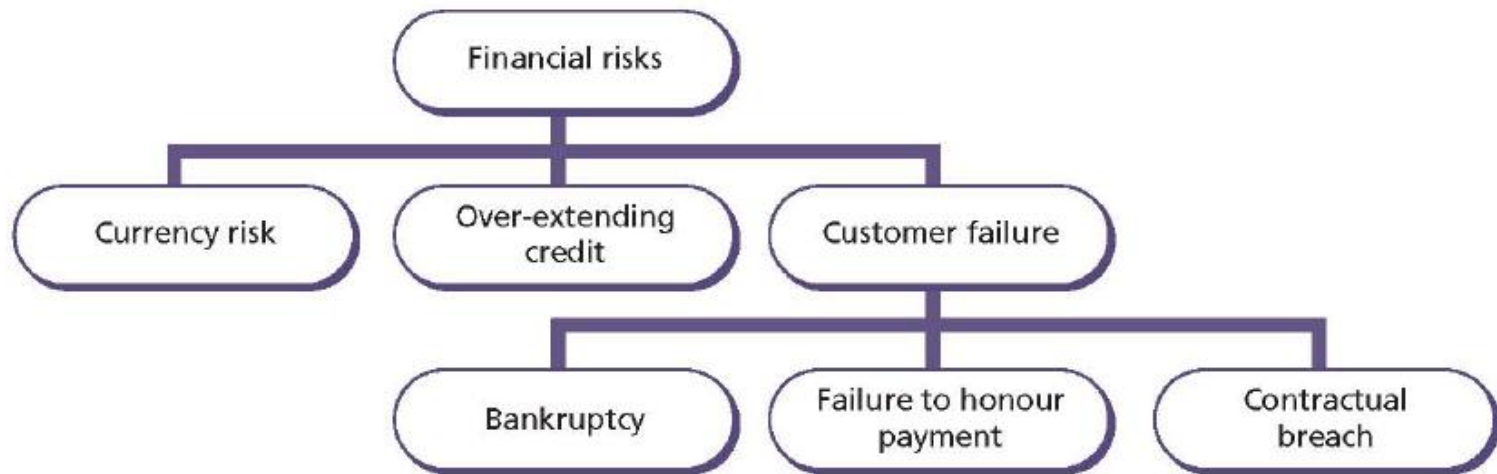 Financial risks
Currency risk
Over-extending
credit
Customer failure
Bankruptcy
Failure to honour
payment
Contractual
breach